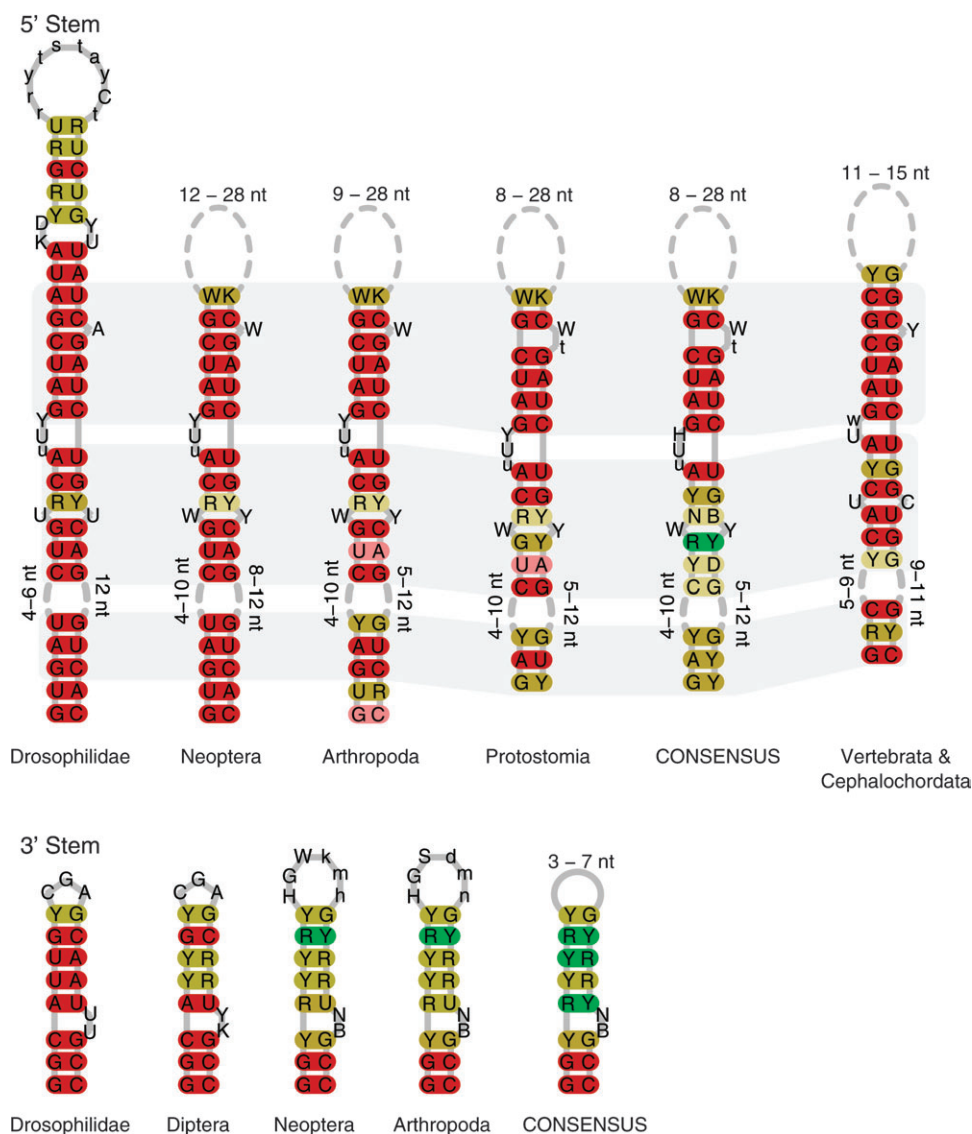 5' Stem
r r y t s t a y C t
U R
R U
G C
R U
Y G
D Y
K U
A U
U A
A U
G C
A
C G
U A
A U
G C
Y
U
u
A U
C G
R Y
U U
G C
U A
C G
4–6 nt
12 nt
U G
A U
G C
U A
G C
Drosophilidae
12 – 28 nt
W K
G C
W
C G
U A
A U
G C
Y
U
u
A U
C G
R Y
W Y
G C
U A
C G
4–10 nt
8–12 nt
U G
A U
G C
U A
G C
Neoptera
9 – 28 nt
W K
G C
W
C G
U A
A U
G C
Y
U
u
A U
C G
R Y
W Y
G C
U A
C G
4–10 nt
5–12 nt
Y G
A U
G C
U R
G C
Arthropoda
8 – 28 nt
W K
G C
W
t
C G
U A
A U
G C
Y
U
u
A U
C G
R Y
W Y
G Y
U A
C G
4–10 nt
5–12 nt
Y G
A U
G Y
Protostomia
8 – 28 nt
W K
G C
W
t
C G
U A
A U
G C
H
U
u
A U
Y G
N B
W Y
R Y
Y D
C G
4–10 nt
5–12 nt
Y G
A Y
G Y
CONSENSUS
11 – 15 nt
Y G
C G
G C
Y
C G
U A
A U
G C
w
U
A U
Y G
C G
U C
A U
C G
Y G
5–9 nt
9–11 nt
C G
R Y
G C
Vertebrata &
Cephalochordata
3' Stem
C G A
Y G
G C
U A
U A
A U
U
U
C G
G C
G C
Drosophilidae
C G A
Y G
G C
Y R
Y R
A U
Y
K
C G
G C
G C
Diptera
H G W k m h
Y G
R Y
Y R
Y R
R U
N
B
Y G
G C
G C
Neoptera
H G S d m n
Y G
R Y
Y R
Y R
R U
N
B
Y G
G C
G C
Arthropoda
3 – 7 nt
Y G
R Y
Y R
Y R
R Y
N
B
Y G
G C
G C
CONSENSUS